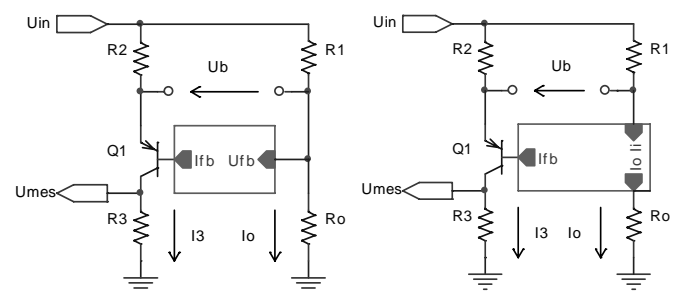 Uin
R2
R1
Ub
Q1
Ifb
Ufb
Umes
R3
I3
Io
Ro
Uin
R2
R1
Ub
Q1
Ifb
Io Ii
Umes
R3
I3
Io
Ro